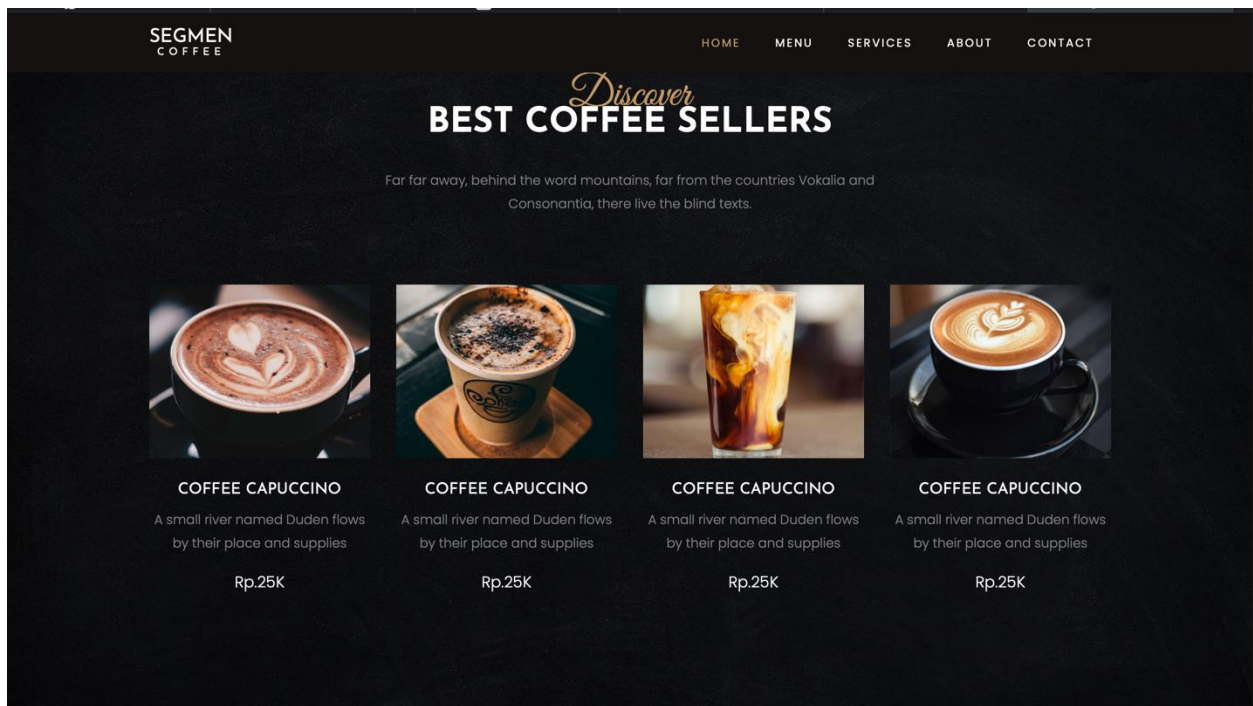 SEGMEN
COFFEE
HOME MENU SERVICES ABOUT CONTACT
Discover
BEST COFFEE SELLERS
Far far away, behind the word mountains, far from the countries Vokalia and
Consonantia, there live the blind texts.
COFFEE CAPUCCINO
A small river named Duden flows
by their place and supplies
Rp.25K
COFFEE CAPUCCINO
A small river named Duden flows
by their place and supplies
Rp.25K
COFFEE CAPUCCINO
A small river named Duden flows
by their place and supplies
Rp.25K
COFFEE CAPUCCINO
A small river named Duden flows
by their place and supplies
Rp.25K